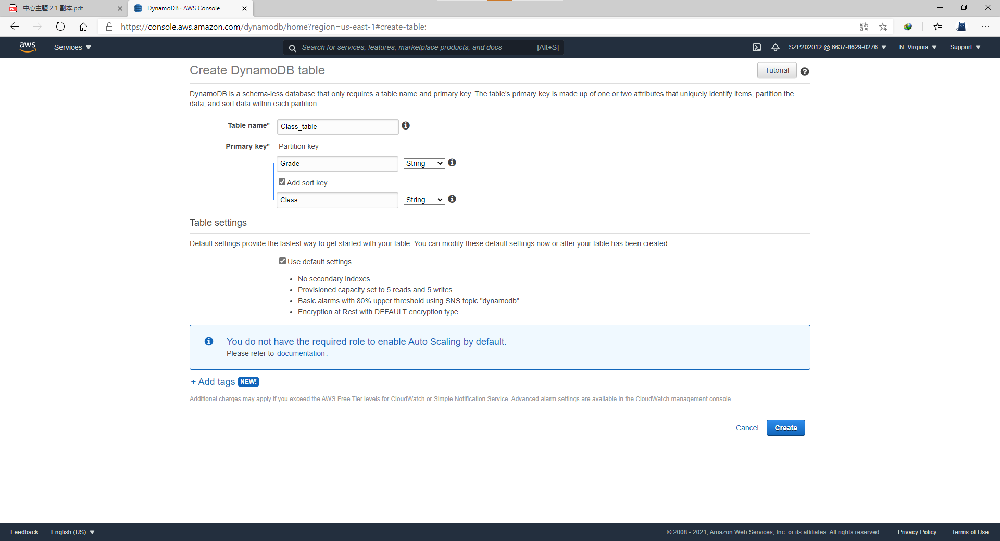 中心主题 2 1 副本.pdf
DynamoDB · AWS Console
https://console.aws.amazon.com/dynamodb/home?region=us-east-1#create-table:
aws
Services
Search for services, features, marketplace products, and docs [Alt+S]
SZP202012 @ 6637-8629-0276
N. Virginia
Support
Create DynamoDB table
Tutorial
DynamoDB is a schema-less database that only requires a table name and primary key. The table's primary key is made up of one or two attributes that uniquely identify items, partition the
data, and sort data within each partition.
Table name* Class_table
Primary key* Partition key
Grade String
Add sort key
Class String
Table settings
Default settings provide the fastest way to get started with your table. You can modify these default settings now or after your table has been created.
Use default settings
• No secondary indexes.
• Provisioned capacity set to 5 reads and 5 writes.
• Basic alarms with 80% upper threshold using SNS topic "dynamodb".
• Encryption at Rest with DEFAULT encryption type.
You do not have the required role to enable Auto Scaling by default.
Please refer to documentation.
+ Add tags NEW!
Additional charges may apply if you exceed the AWS Free Tier levels for CloudWatch or Simple Notification Service. Advanced alarm settings are available in the CloudWatch management console.
Cancel Create
Feedback English (US) © 2008 - 2021, Amazon Web Services, Inc. or its affiliates. All rights reserved. Privacy Policy Terms of Use